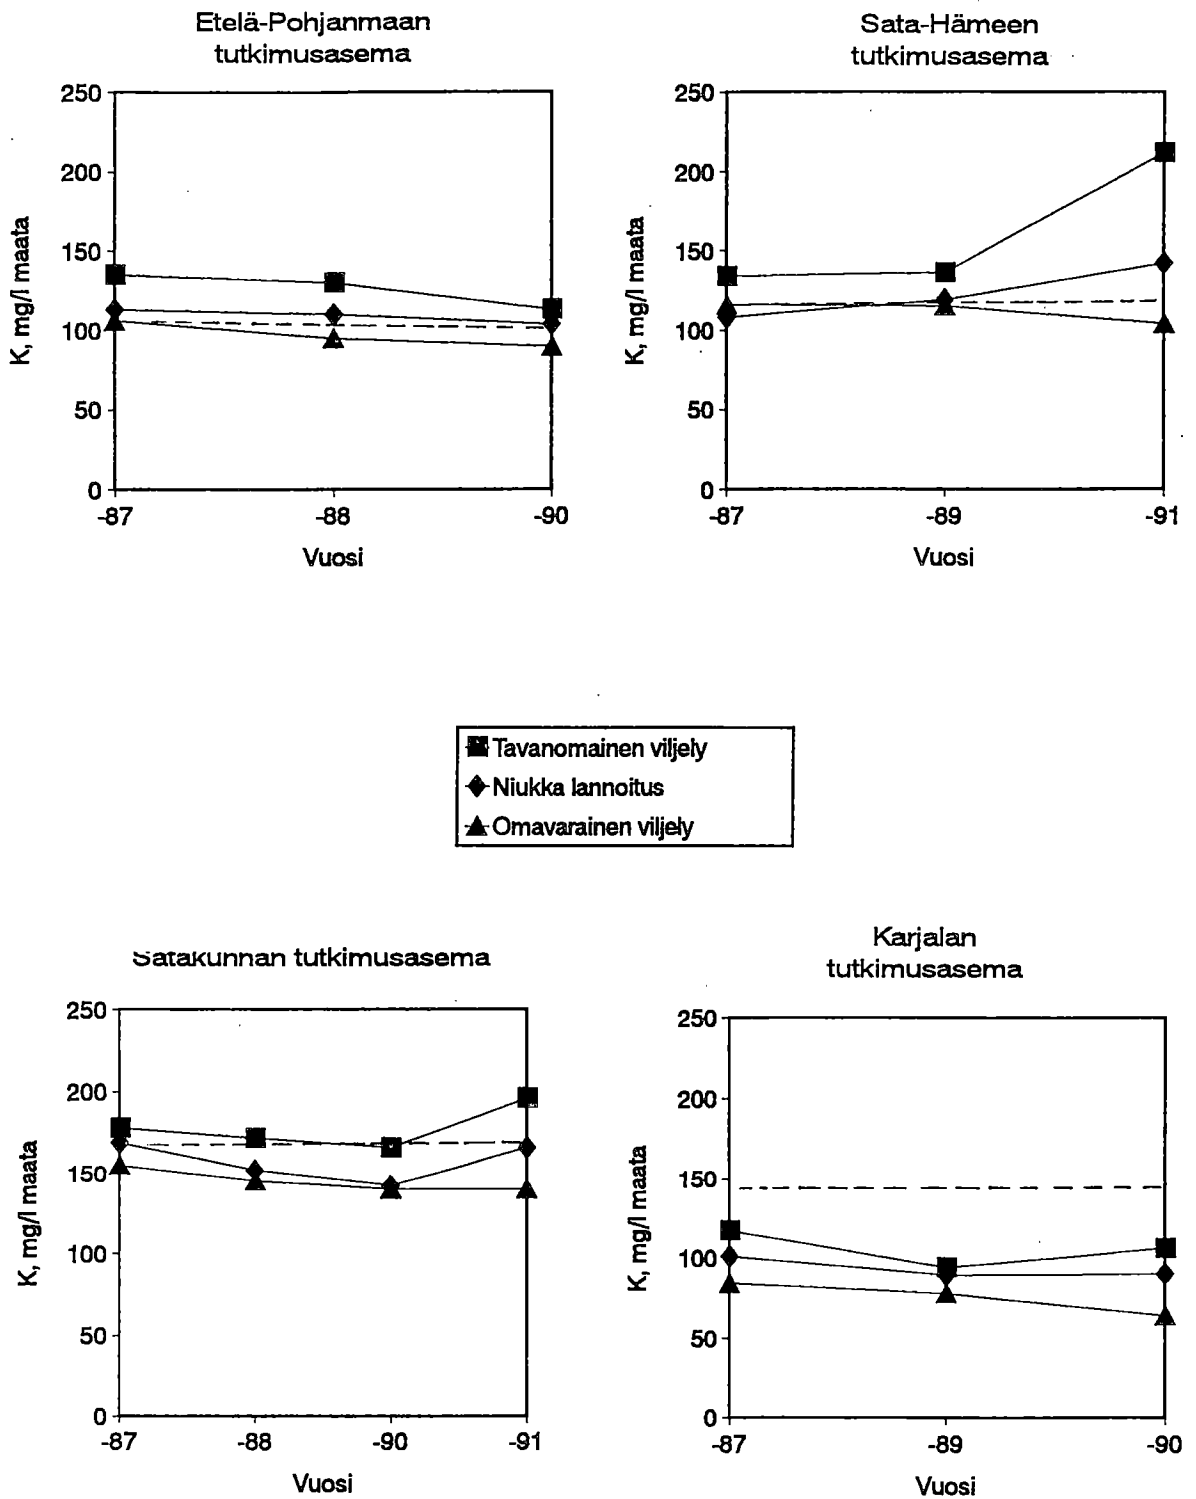 Etelä-Pohjanmaan
tutkimusasema
250
200
150
100
50
0
K, mg/l maata
-87
-88
-90
Vuosi
Sata-Hämeen
tutkimusasema
250
200
150
100
50
0
K, mg/l maata
-87
-89
-91
Vuosi
Tavanomainen viljely
Niukka lannoitus
Omavarainen viljely
Satakunnan tutkimusasema
250
200
150
100
50
0
K, mg/l maata
-87
-88
-90
-91
Vuosi
Karjalan
tutkimusasema
250
200
150
100
50
0
K, mg/l maata
-87
-89
-90
Vuosi